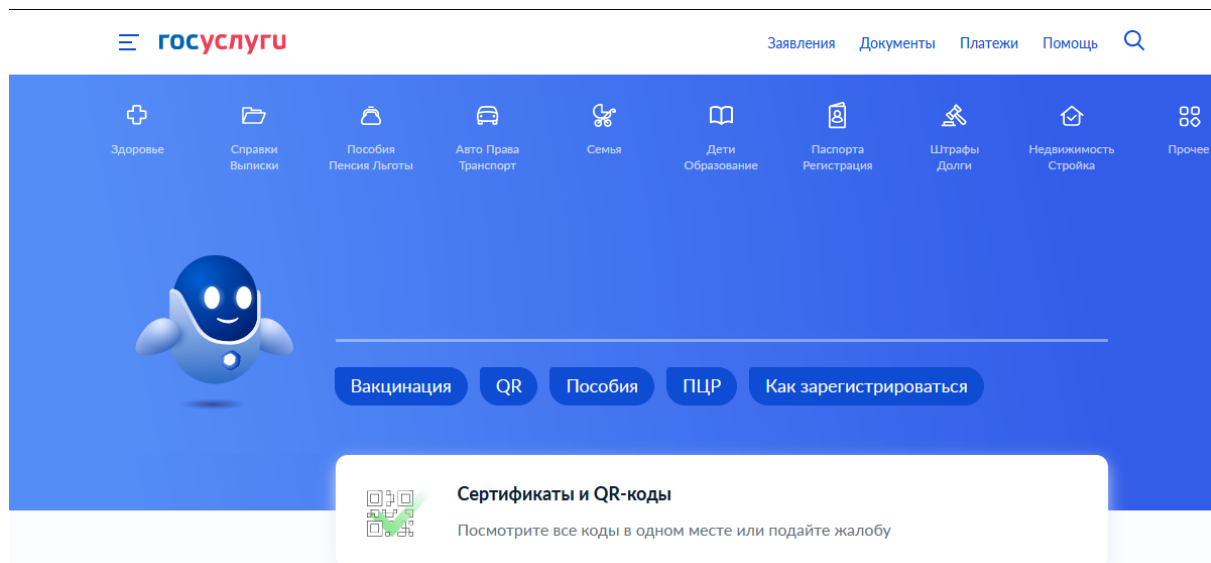 госуслуги
Заявления Документы Платежи Помощь
Здоровье
Справки
Выписки
Пособия
Пенсия Льготы
Авто Права
Транспорт
Семья
Дети
Образование
Паспорта
Регистрация
Штрафы
Долги
Недвижимость
Стройка
Прочее
Вакцинация QR Пособия ПЦР Как зарегистрироваться
Сертификаты и QR-коды
Посмотрите все коды в одном месте или подайте жалобу